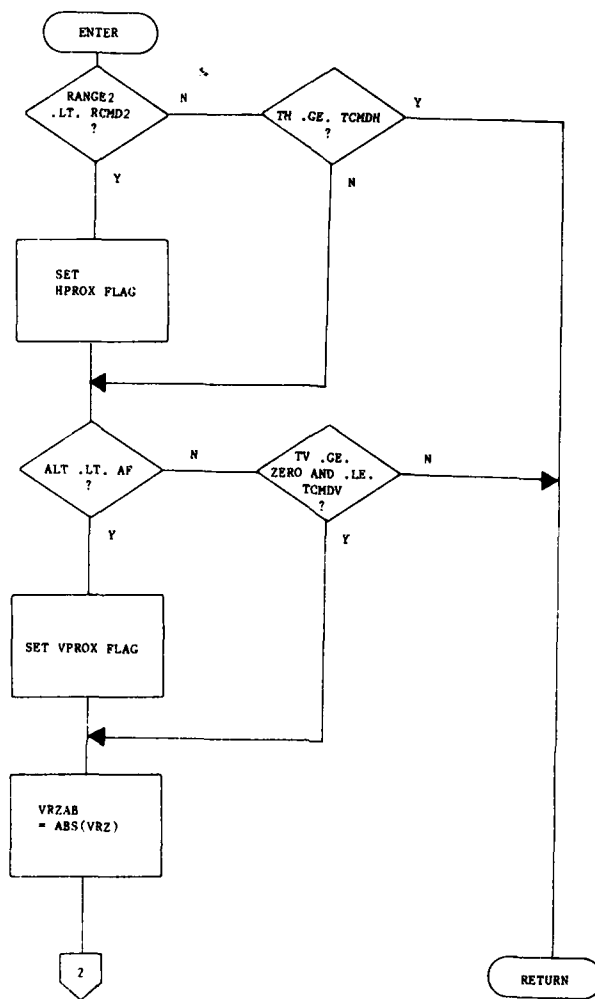 ENTER
RANGE2
.LT. RCMD2
?
N
TH .GE. TCMDH
?
Y
Y
N
SET
HPROX FLAG
ALT .LT. AF
?
N
TV .GE.
ZERO AND .LE.
TCMDV
?
N
Y
Y
SET VPROX FLAG
VRZAB
= ABS(VRZ)
2
RETURN